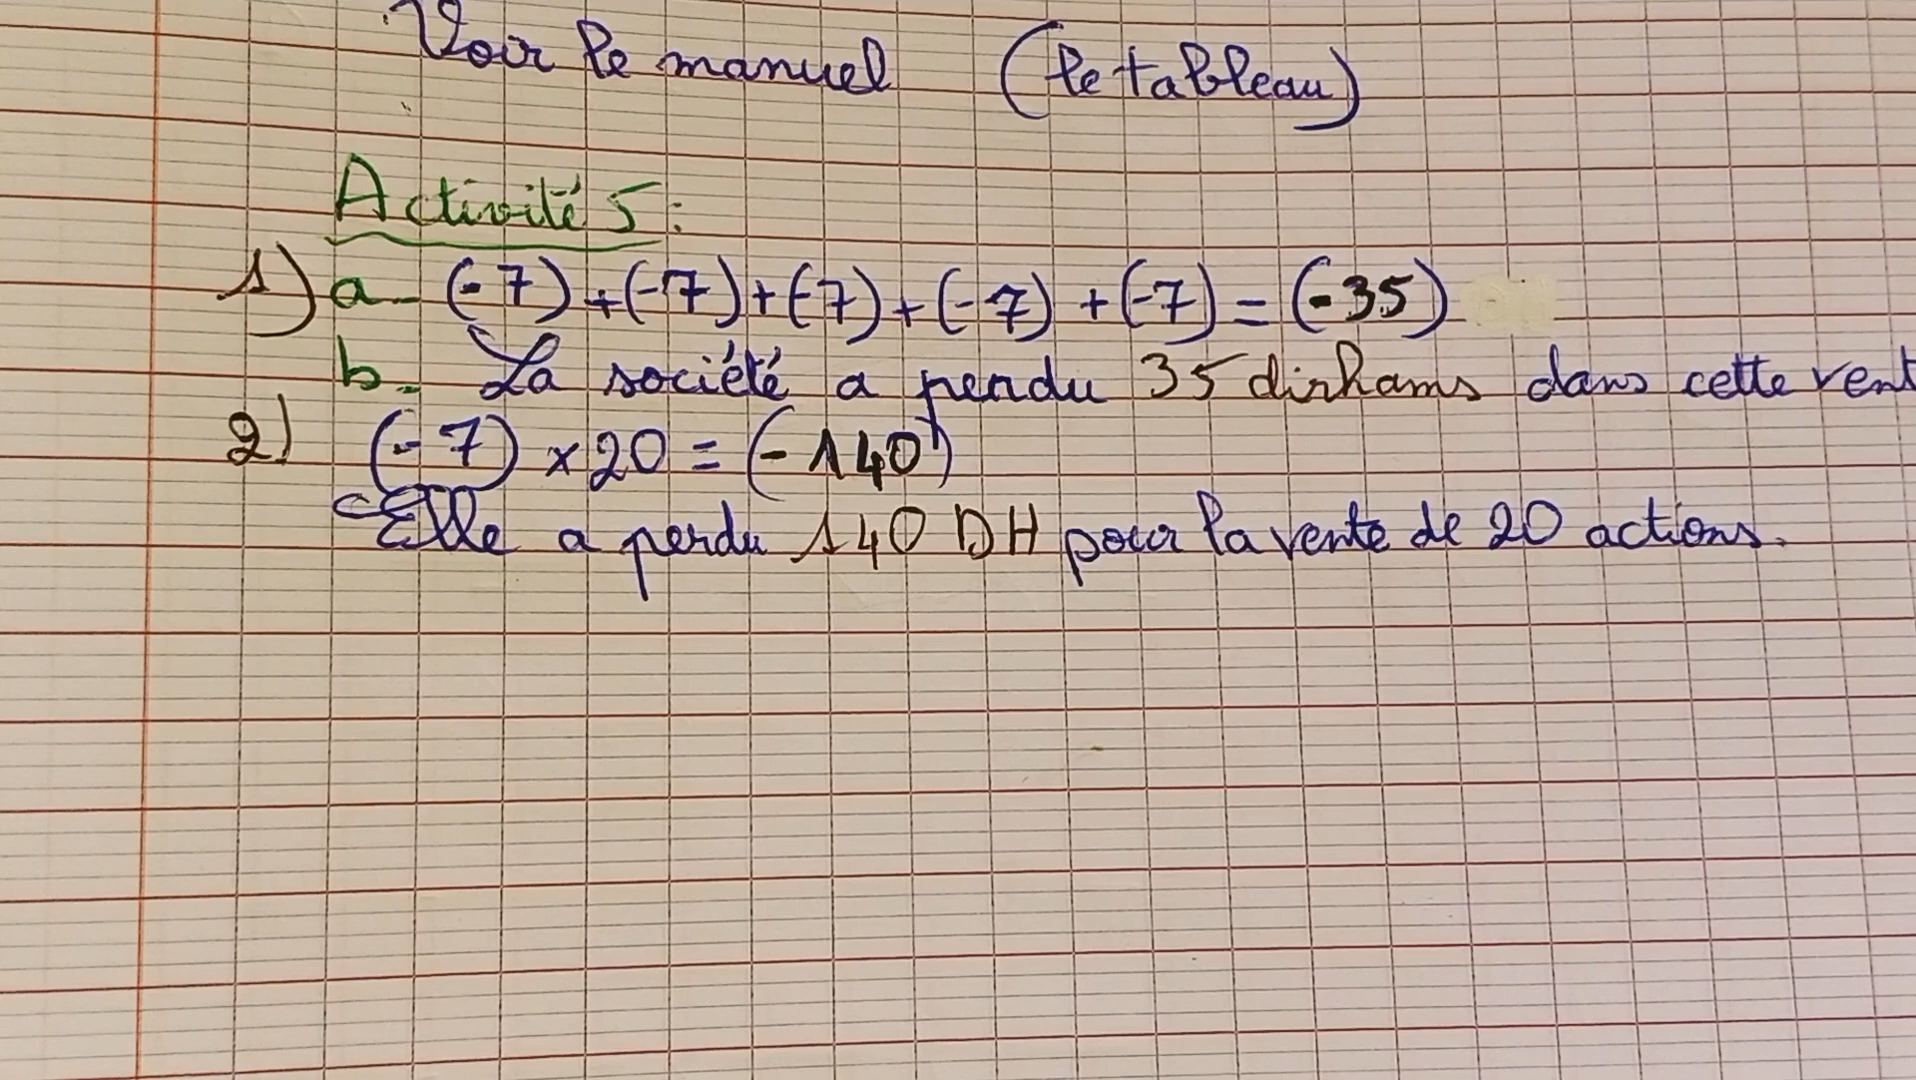 Voir le manuel (le tableau)
Activité 5:
1) a- (-7)+(-7)+(-7)+(-7)+(-7)=(-35)
b- La société a perdu 35 dirhams dans cette vent
2) (-7) × 20 = (-140)
Elle a perdu 140 DH pour la vente de 20 actions.